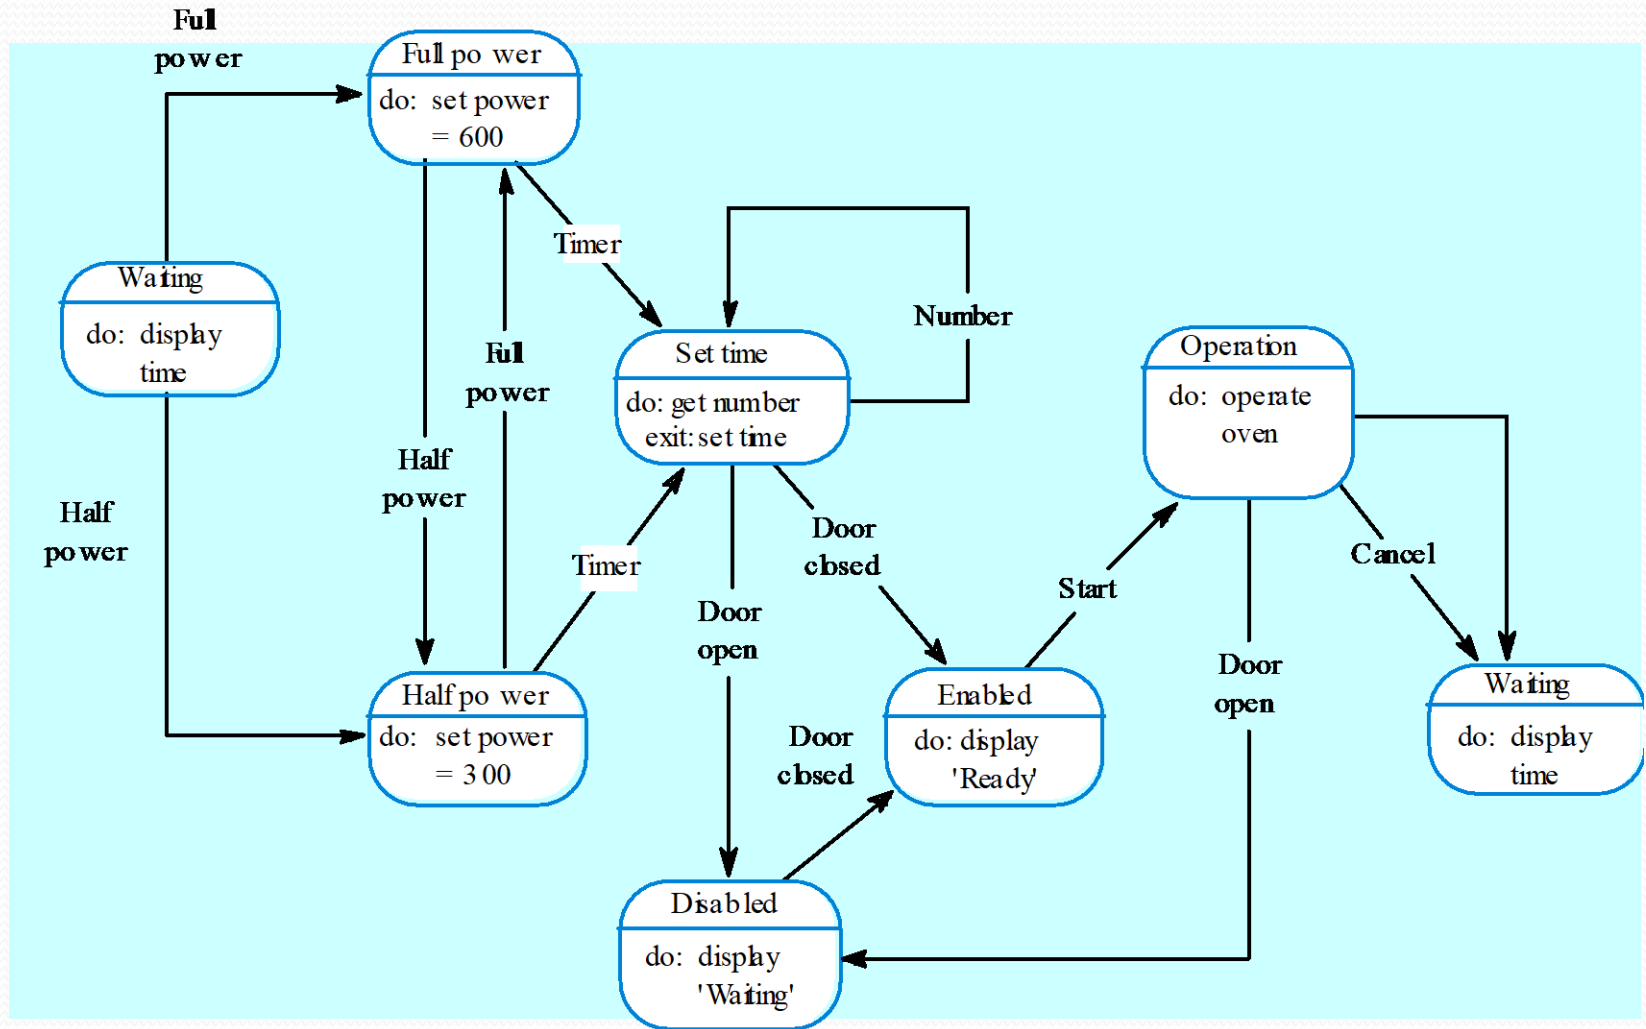 Full
power
Full power
do: set power
= 600
Timer
Waiting
do: display
time
Number
Full
power
Set time
do: get number
exit: set time
Operation
do: operate
oven
Half
power
Half
power
Door
closed
Cancel
Timer
Start
Door
open
Door
open
Half power
do: set power
= 300
Enabled
do: display
'Ready'
Waiting
do: display
time
Door
closed
Disabled
do: display
'Waiting'